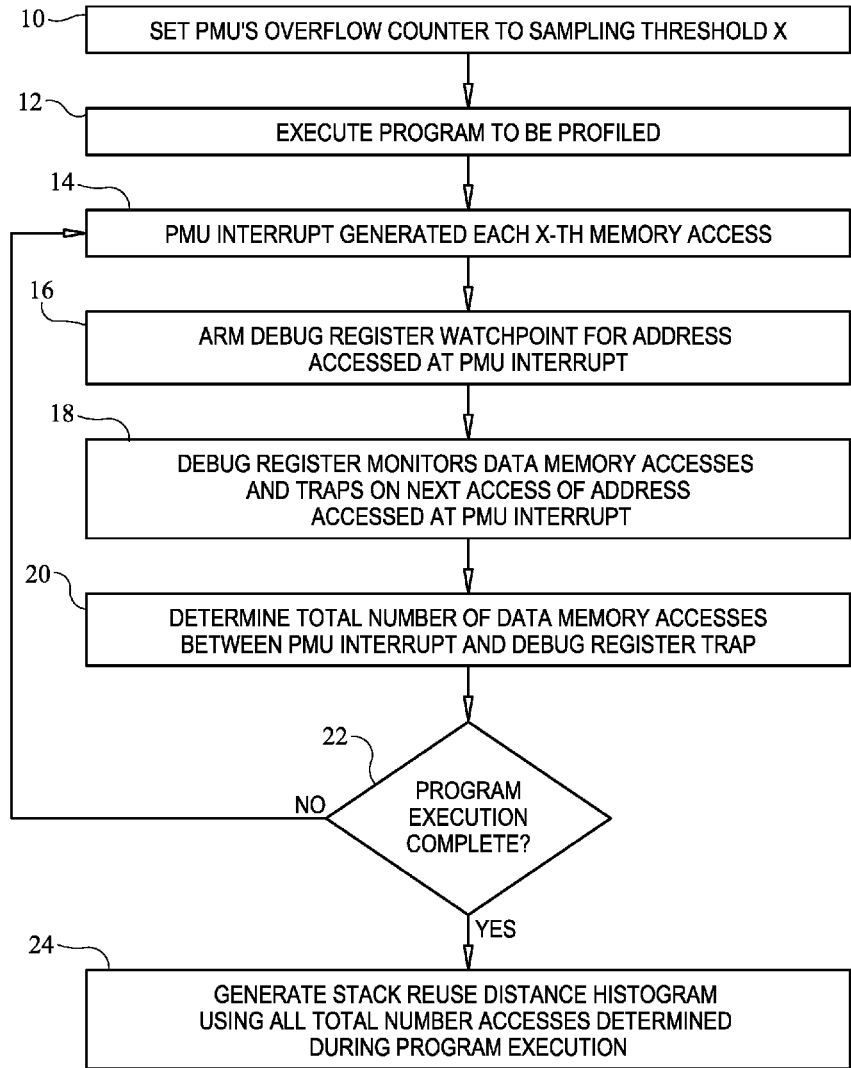 10
SET PMU'S OVERFLOW COUNTER TO SAMPLING THRESHOLD X
12
EXECUTE PROGRAM TO BE PROFILED
14
PMU INTERRUPT GENERATED EACH X-TH MEMORY ACCESS
16
ARM DEBUG REGISTER WATCHPOINT FOR ADDRESS
ACCESSED AT PMU INTERRUPT
18
DEBUG REGISTER MONITORS DATA MEMORY ACCESSES
AND TRAPS ON NEXT ACCESS OF ADDRESS
ACCESSED AT PMU INTERRUPT
20
DETERMINE TOTAL NUMBER OF DATA MEMORY ACCESSES
BETWEEN PMU INTERRUPT AND DEBUG REGISTER TRAP
22
PROGRAM
EXECUTION
COMPLETE?
NO
YES
24
GENERATE STACK REUSE DISTANCE HISTOGRAM
USING ALL TOTAL NUMBER ACCESSES DETERMINED
DURING PROGRAM EXECUTION